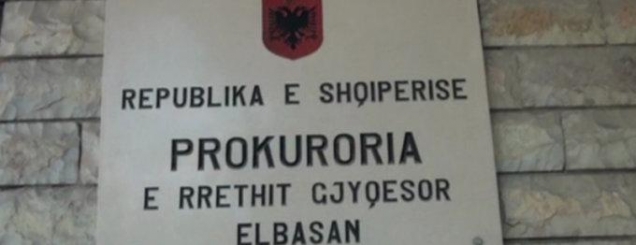 REPUBLIKA E SHQIPERISE
PROKURORIA
E RRETHIT GJYQESOR
ELBASAN